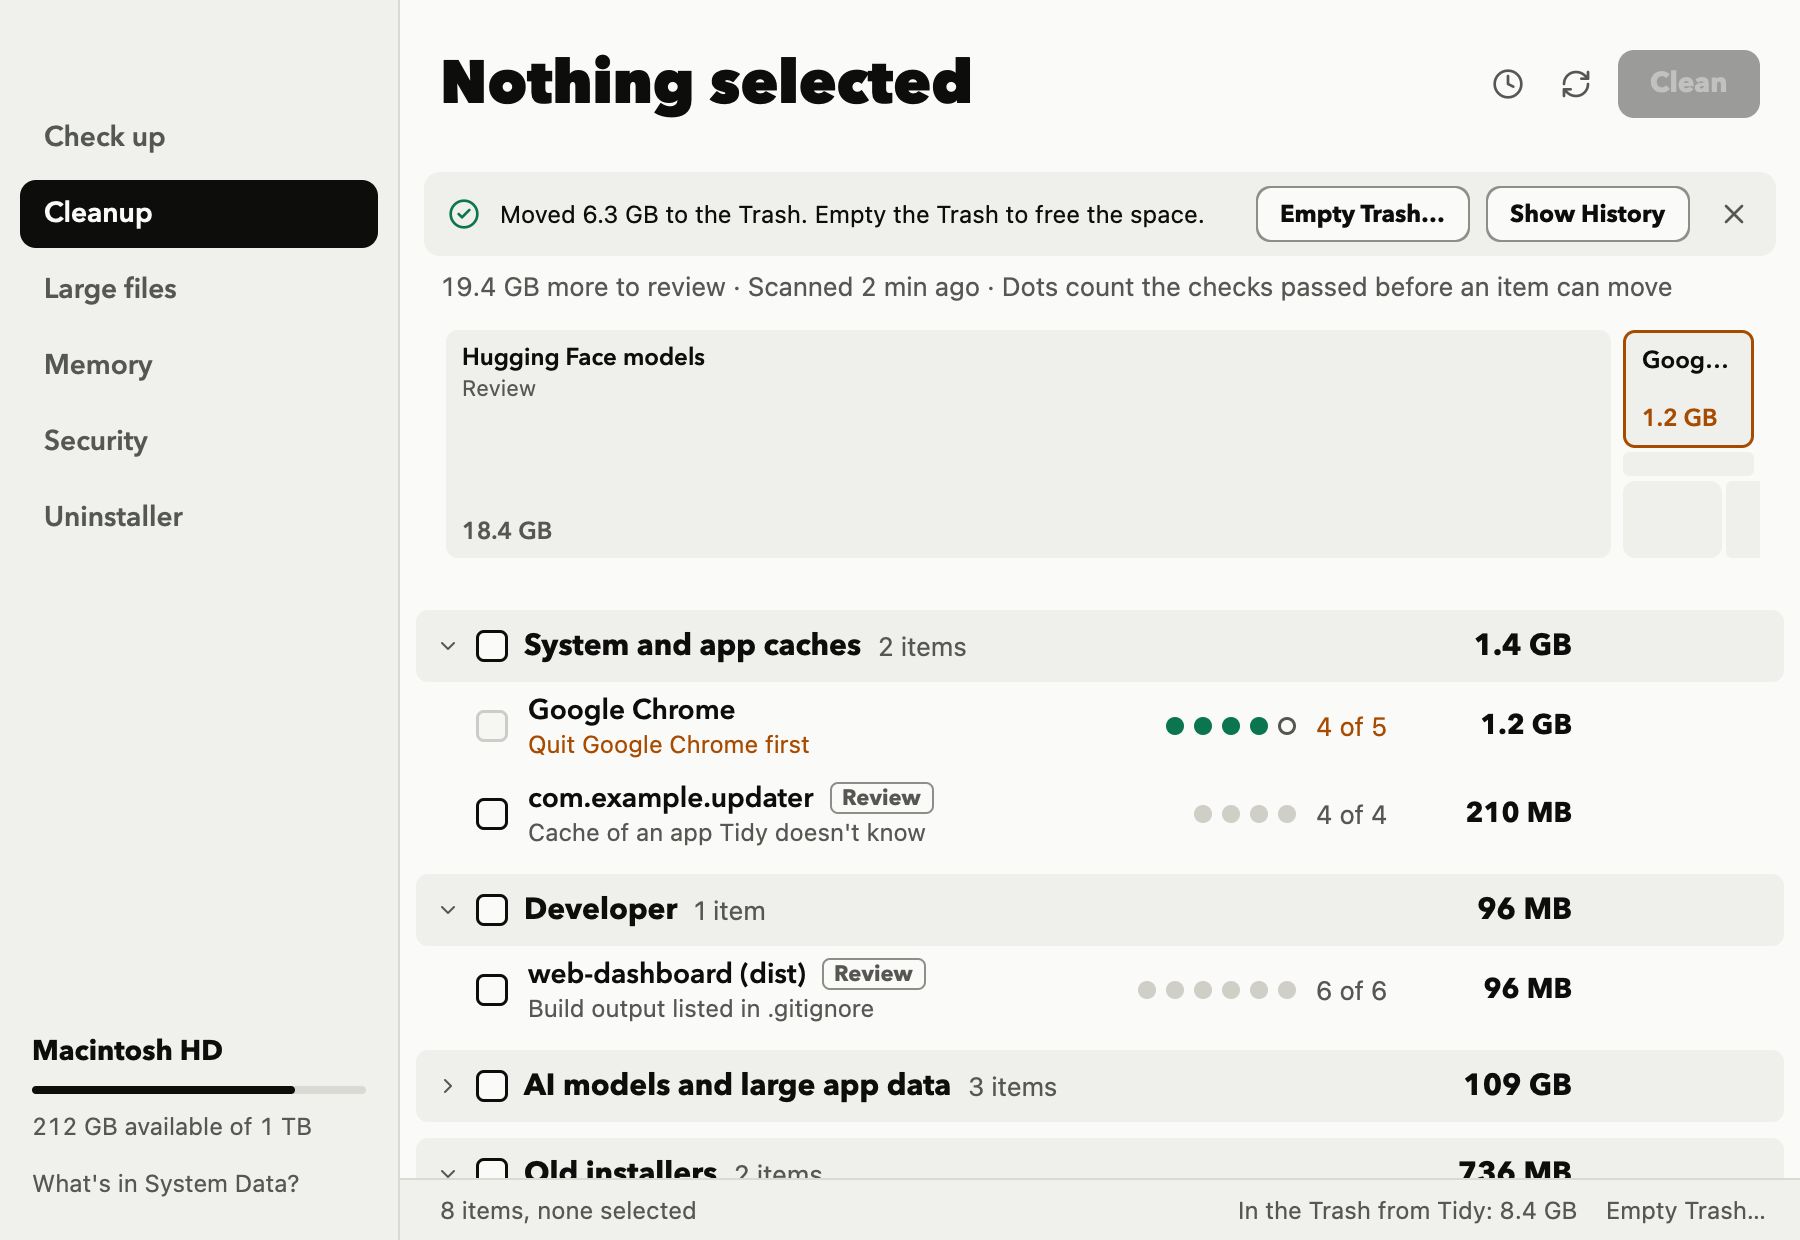 Nothing selected
Clean
Check up
Cleanup
Large files
Memory
Security
Uninstaller
Macintosh HD
212 GB available of 1 TB
What's in System Data?
Moved 6.3 GB to the Trash. Empty the Trash to free the space.
Empty Trash...
Show History
19.4 GB more to review · Scanned 2 min ago · Dots count the checks passed before an item can move
Hugging Face models
Review
18.4 GB
Goog...
1.2 GB
System and app caches 2 items 1.4 GB
Google Chrome
Quit Google Chrome first
4 of 5 1.2 GB
com.example.updater Review
Cache of an app Tidy doesn't know
4 of 4 210 MB
Developer 1 item 96 MB
web-dashboard (dist) Review
Build output listed in .gitignore
6 of 6 96 MB
AI models and large app data 3 items 109 GB
Old installers 2 items 736 MB
8 items, none selected
In the Trash from Tidy: 8.4 GB Empty Trash...